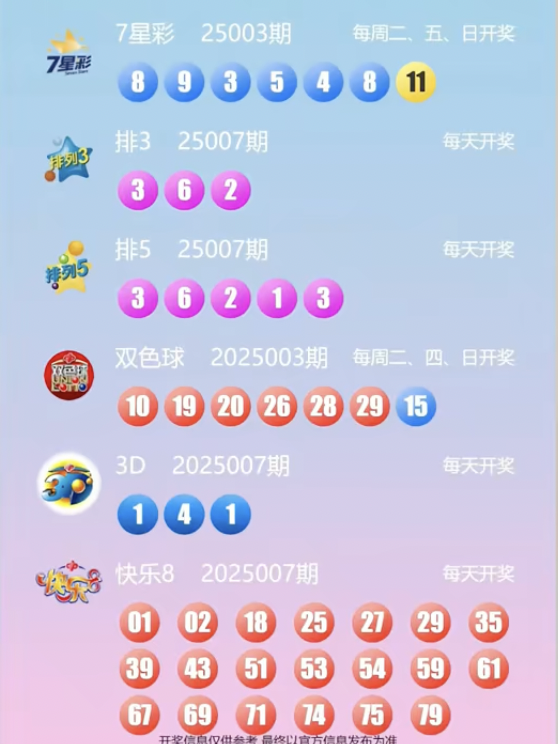 7星彩 25003期 每周二、五、日开奖
7星彩
8 9 3 5 4 8 11
排3 25007期 每天开奖
排列3
3 6 2
排5 25007期 每天开奖
排列5
3 6 2 1 3
双色球 2025003期 每周二、四、日开奖
双色球
10 19 20 26 28 29 15
3D 2025007期 每天开奖
1 4 1
快乐8 2025007期 每天开奖
快乐8
01 02 18 25 27 29 35
39 43 51 53 54 59 61
67 69 71 74 75 79
开奖信息仅供参考 最终以官方信息发布为准